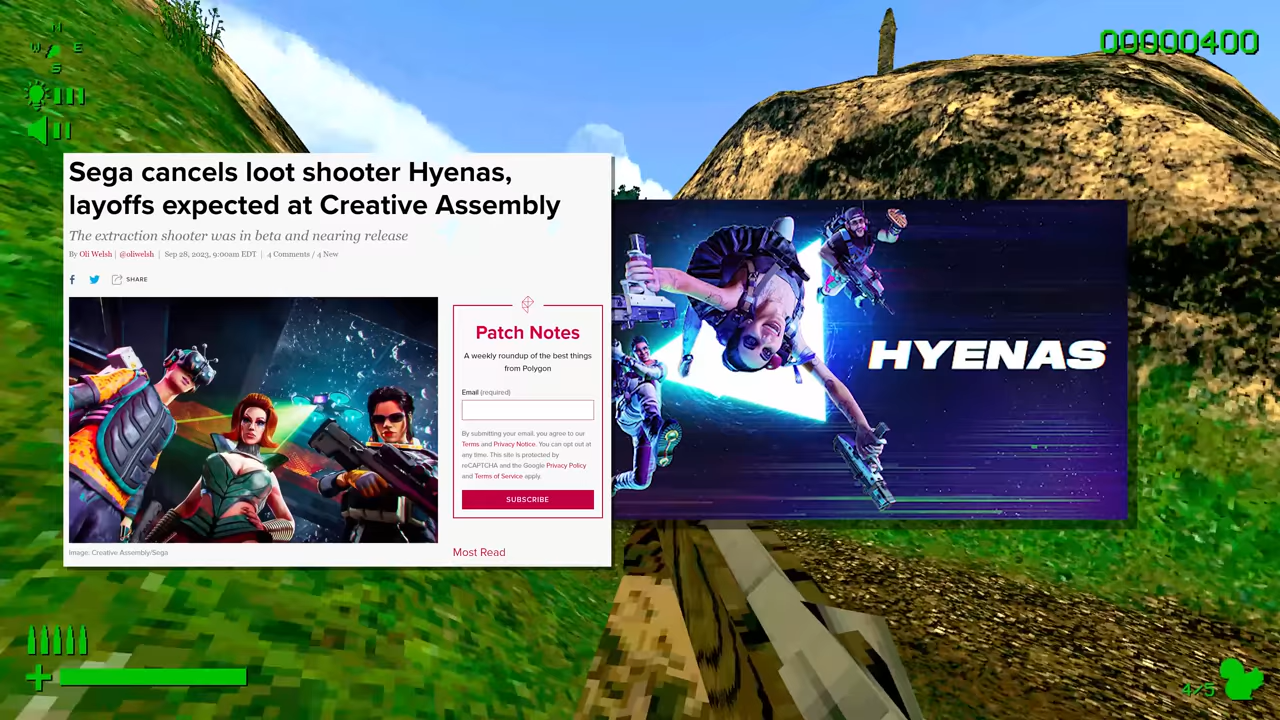 N
W E
S
00000400
Sega cancels loot shooter Hyenas,
layoffs expected at Creative Assembly
The extraction shooter was in beta and nearing release
By Oli Welsh | @oliwelsh | Sep 28, 2023, 9:00am EDT | 4 Comments / 4 New
SHARE
Patch Notes
A weekly roundup of the best things
from Polygon
Email (required)
By submitting your email, you agree to our
Terms and Privacy Notice. You can opt out at
any time. This site is protected by
reCAPTCHA and the Google Privacy Policy
and Terms of Service apply.
SUBSCRIBE
Image: Creative Assembly/Sega
Most Read
HYENAS
4/5